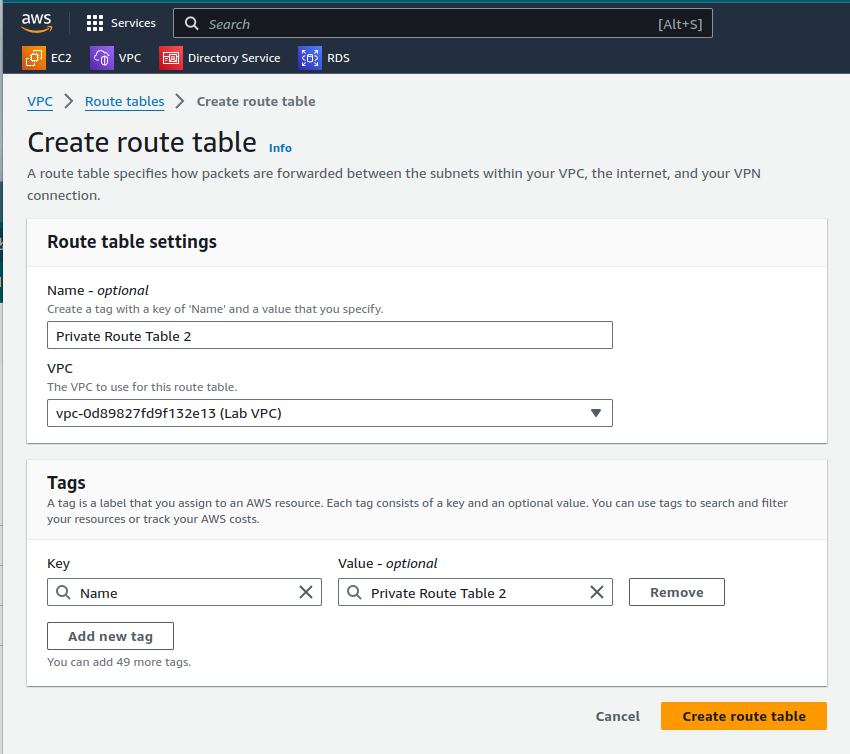 aws
Services
Search
[Alt+S]
EC2
VPC
Directory Service
RDS
VPC
Route tables
Create route table
Create route table
Info
A route table specifies how packets are forwarded between the subnets within your VPC, the internet, and your VPN
connection.
Route table settings
Name - optional
Create a tag with a key of 'Name' and a value that you specify.
Private Route Table 2
VPC
The VPC to use for this route table.
vpc-0d89827fd9f132e13 (Lab VPC)
Tags
A tag is a label that you assign to an AWS resource. Each tag consists of a key and an optional value. You can use tags to search and filter
your resources or track your AWS costs.
Key
Value - optional
Name
Private Route Table 2
Remove
Add new tag
You can add 49 more tags.
Cancel
Create route table